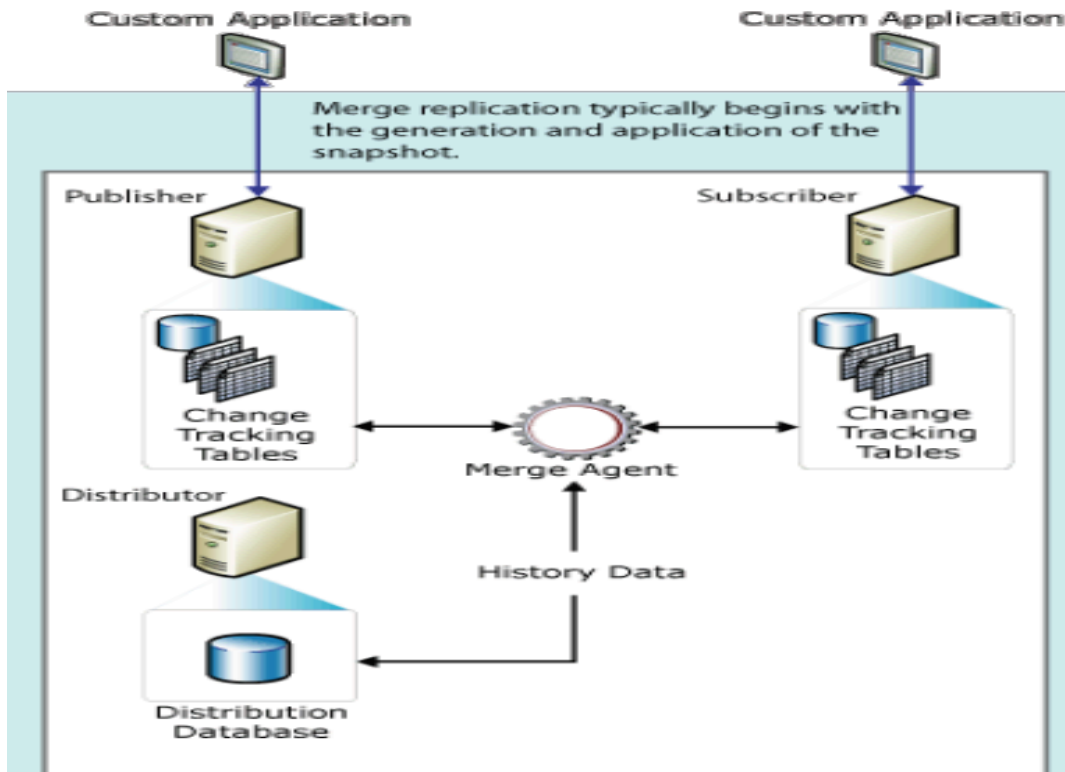 Custom Application
Custom Application
Merge replication typically begins with
the generation and application of the
snapshot.
Publisher
Subscriber
Change
Tracking
Tables
Change
Tracking
Tables
Merge Agent
Distributor
History Data
Distribution
Database